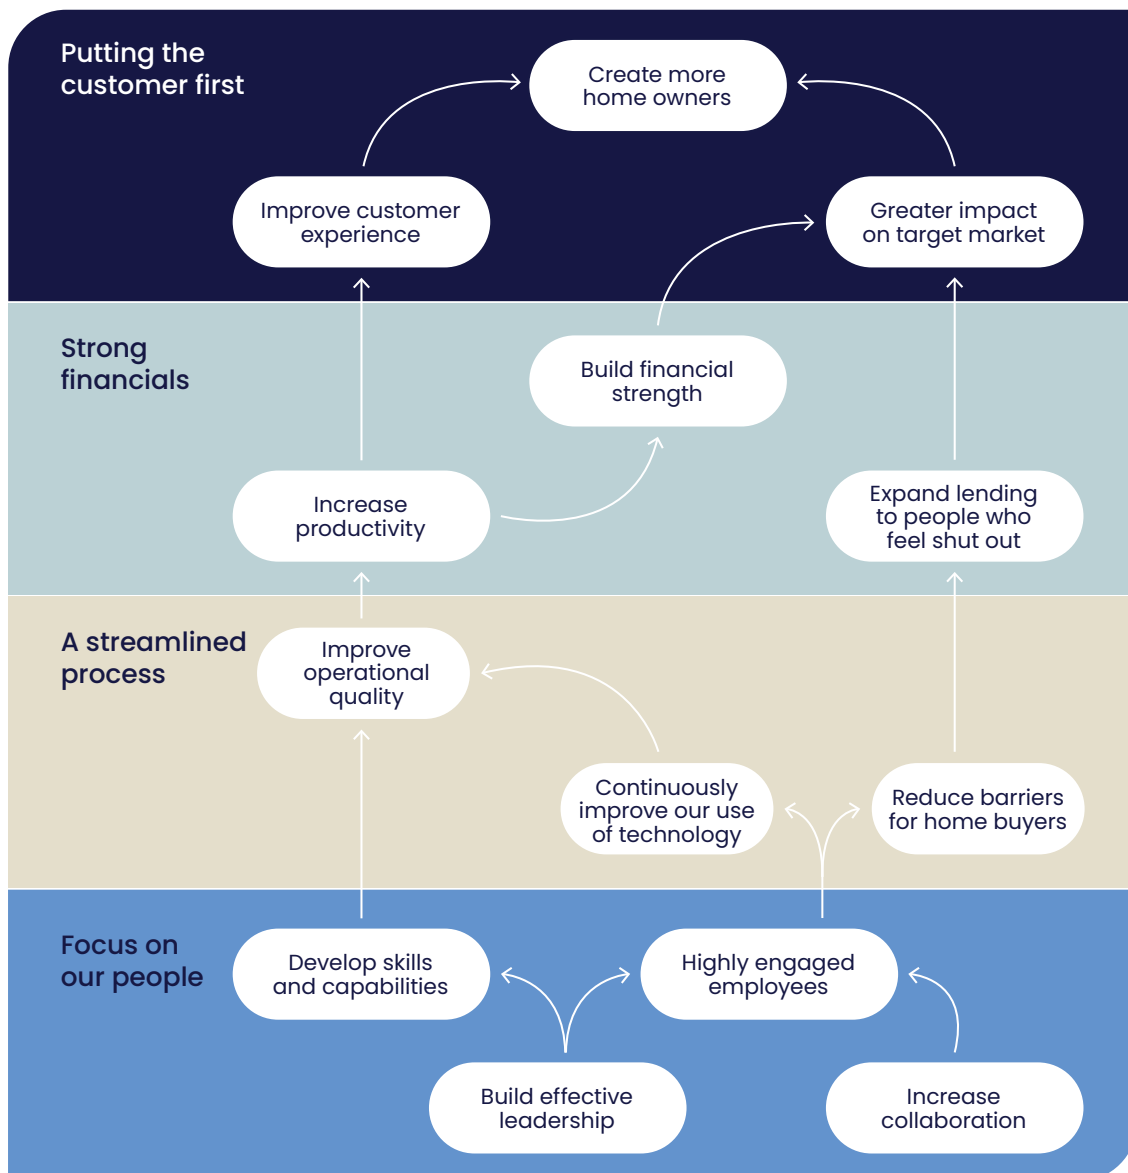 Putting the
customer first
Create more
home owners
Improve customer
experience
Greater impact
on target market
Strong
financials
Build financial
strength
Increase
productivity
Expand lending
to people who
feel shut out
A streamlined
process
Improve
operational
quality
Continuously
improve our use
of technology
Reduce barriers
for home buyers
Focus on
our people
Develop skills
and capabilities
Highly engaged
employees
Build effective
leadership
Increase
collaboration